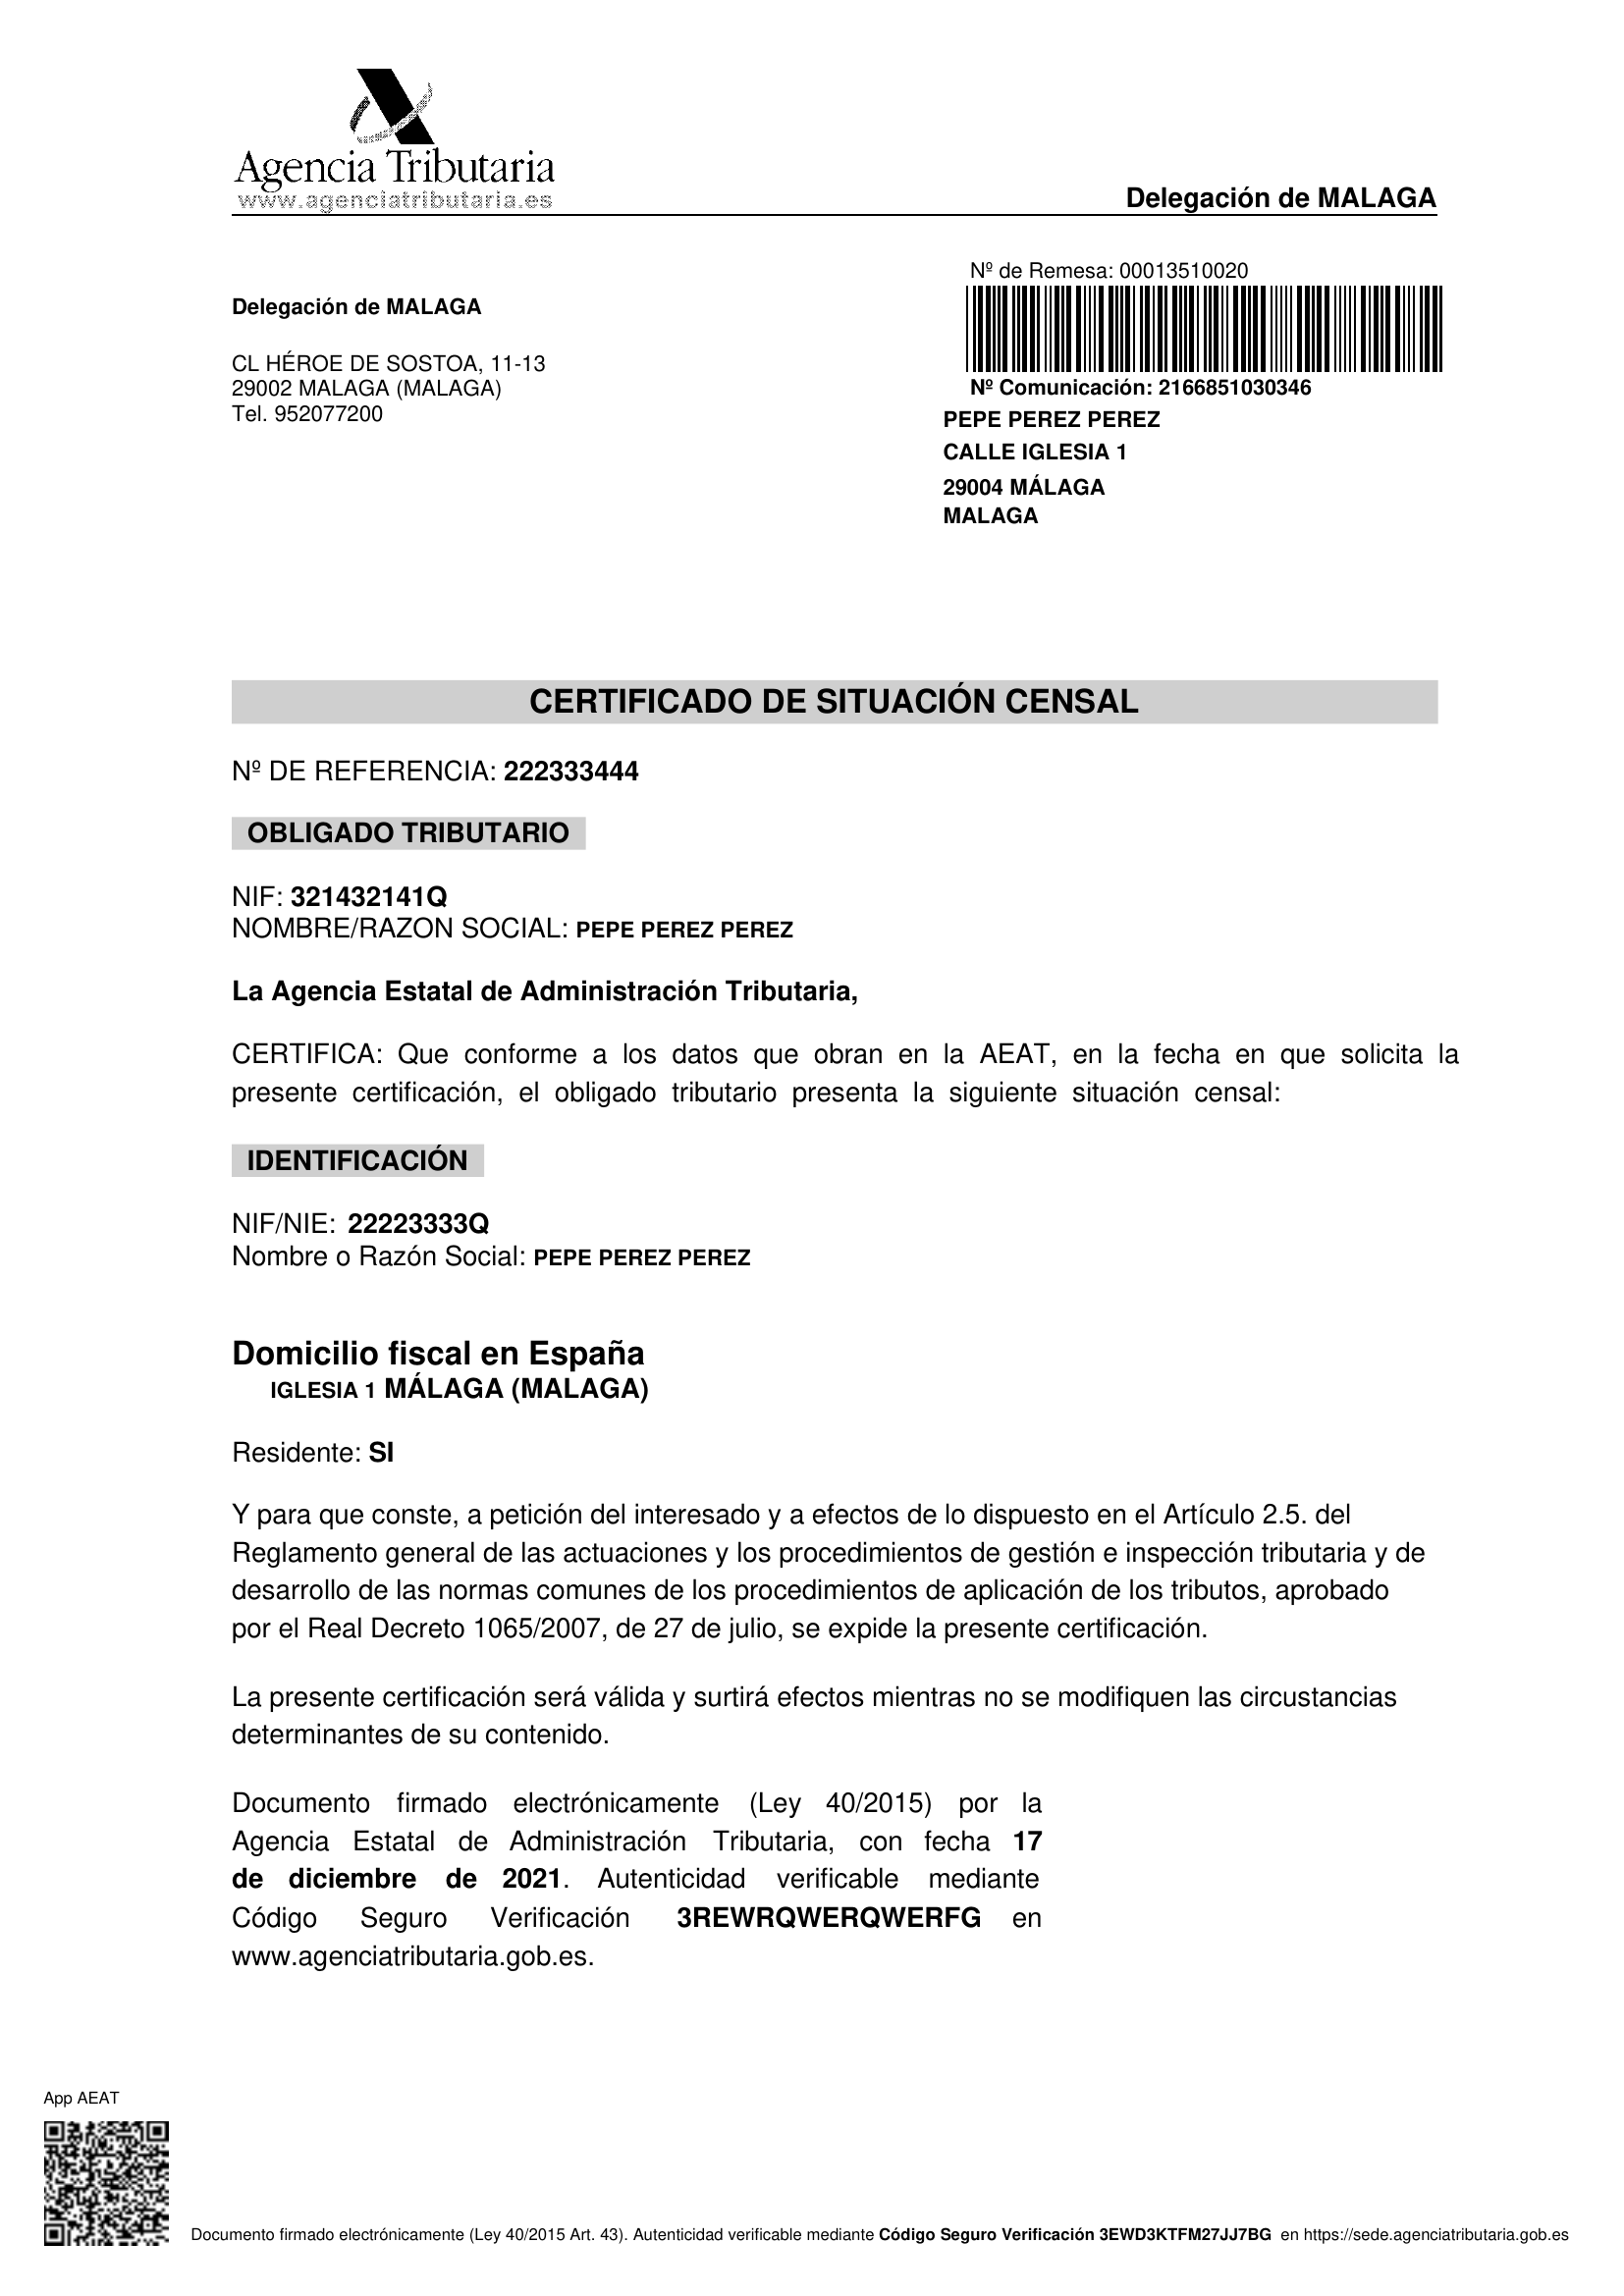 Agencia Tributaria
www.agenciatributaria.es
Delegación de MALAGA
Nº de Remesa: 00013510020
Delegación de MALAGA
CL HÉROE DE SOSTOA, 11-13
29002 MALAGA (MALAGA)
Tel. 952077200
Nº Comunicación: 2166851030346
PEPE PEREZ PEREZ
CALLE IGLESIA 1
29004 MÁLAGA
MALAGA
CERTIFICADO DE SITUACIÓN CENSAL
Nº DE REFERENCIA: 222333444
OBLIGADO TRIBUTARIO
NIF: 321432141Q
NOMBRE/RAZON SOCIAL: PEPE PEREZ PEREZ
La Agencia Estatal de Administración Tributaria,
CERTIFICA: Que conforme a los datos que obran en la AEAT, en la fecha en que solicita la
presente certificación, el obligado tributario presenta la siguiente situación censal:
IDENTIFICACIÓN
NIF/NIE: 22223333Q
Nombre o Razón Social: PEPE PEREZ PEREZ
Domicilio fiscal en España
IGLESIA 1 MÁLAGA (MALAGA)
Residente: SI
Y para que conste, a petición del interesado y a efectos de lo dispuesto en el Artículo 2.5. del
Reglamento general de las actuaciones y los procedimientos de gestión e inspección tributaria y de
desarrollo de las normas comunes de los procedimientos de aplicación de los tributos, aprobado
por el Real Decreto 1065/2007, de 27 de julio, se expide la presente certificación.
La presente certificación será válida y surtirá efectos mientras no se modifiquen las circustancias
determinantes de su contenido.
Documento firmado electrónicamente (Ley 40/2015) por la
Agencia Estatal de Administración Tributaria, con fecha 17
de diciembre de 2021. Autenticidad verificable mediante
Código Seguro Verificación 3REWRQWERQWERFG en
www.agenciatributaria.gob.es.
App AEAT
Documento firmado electrónicamente (Ley 40/2015 Art. 43). Autenticidad verificable mediante Código Seguro Verificación 3EWD3KTFM27JJ7BG en https://sede.agenciatributaria.gob.es